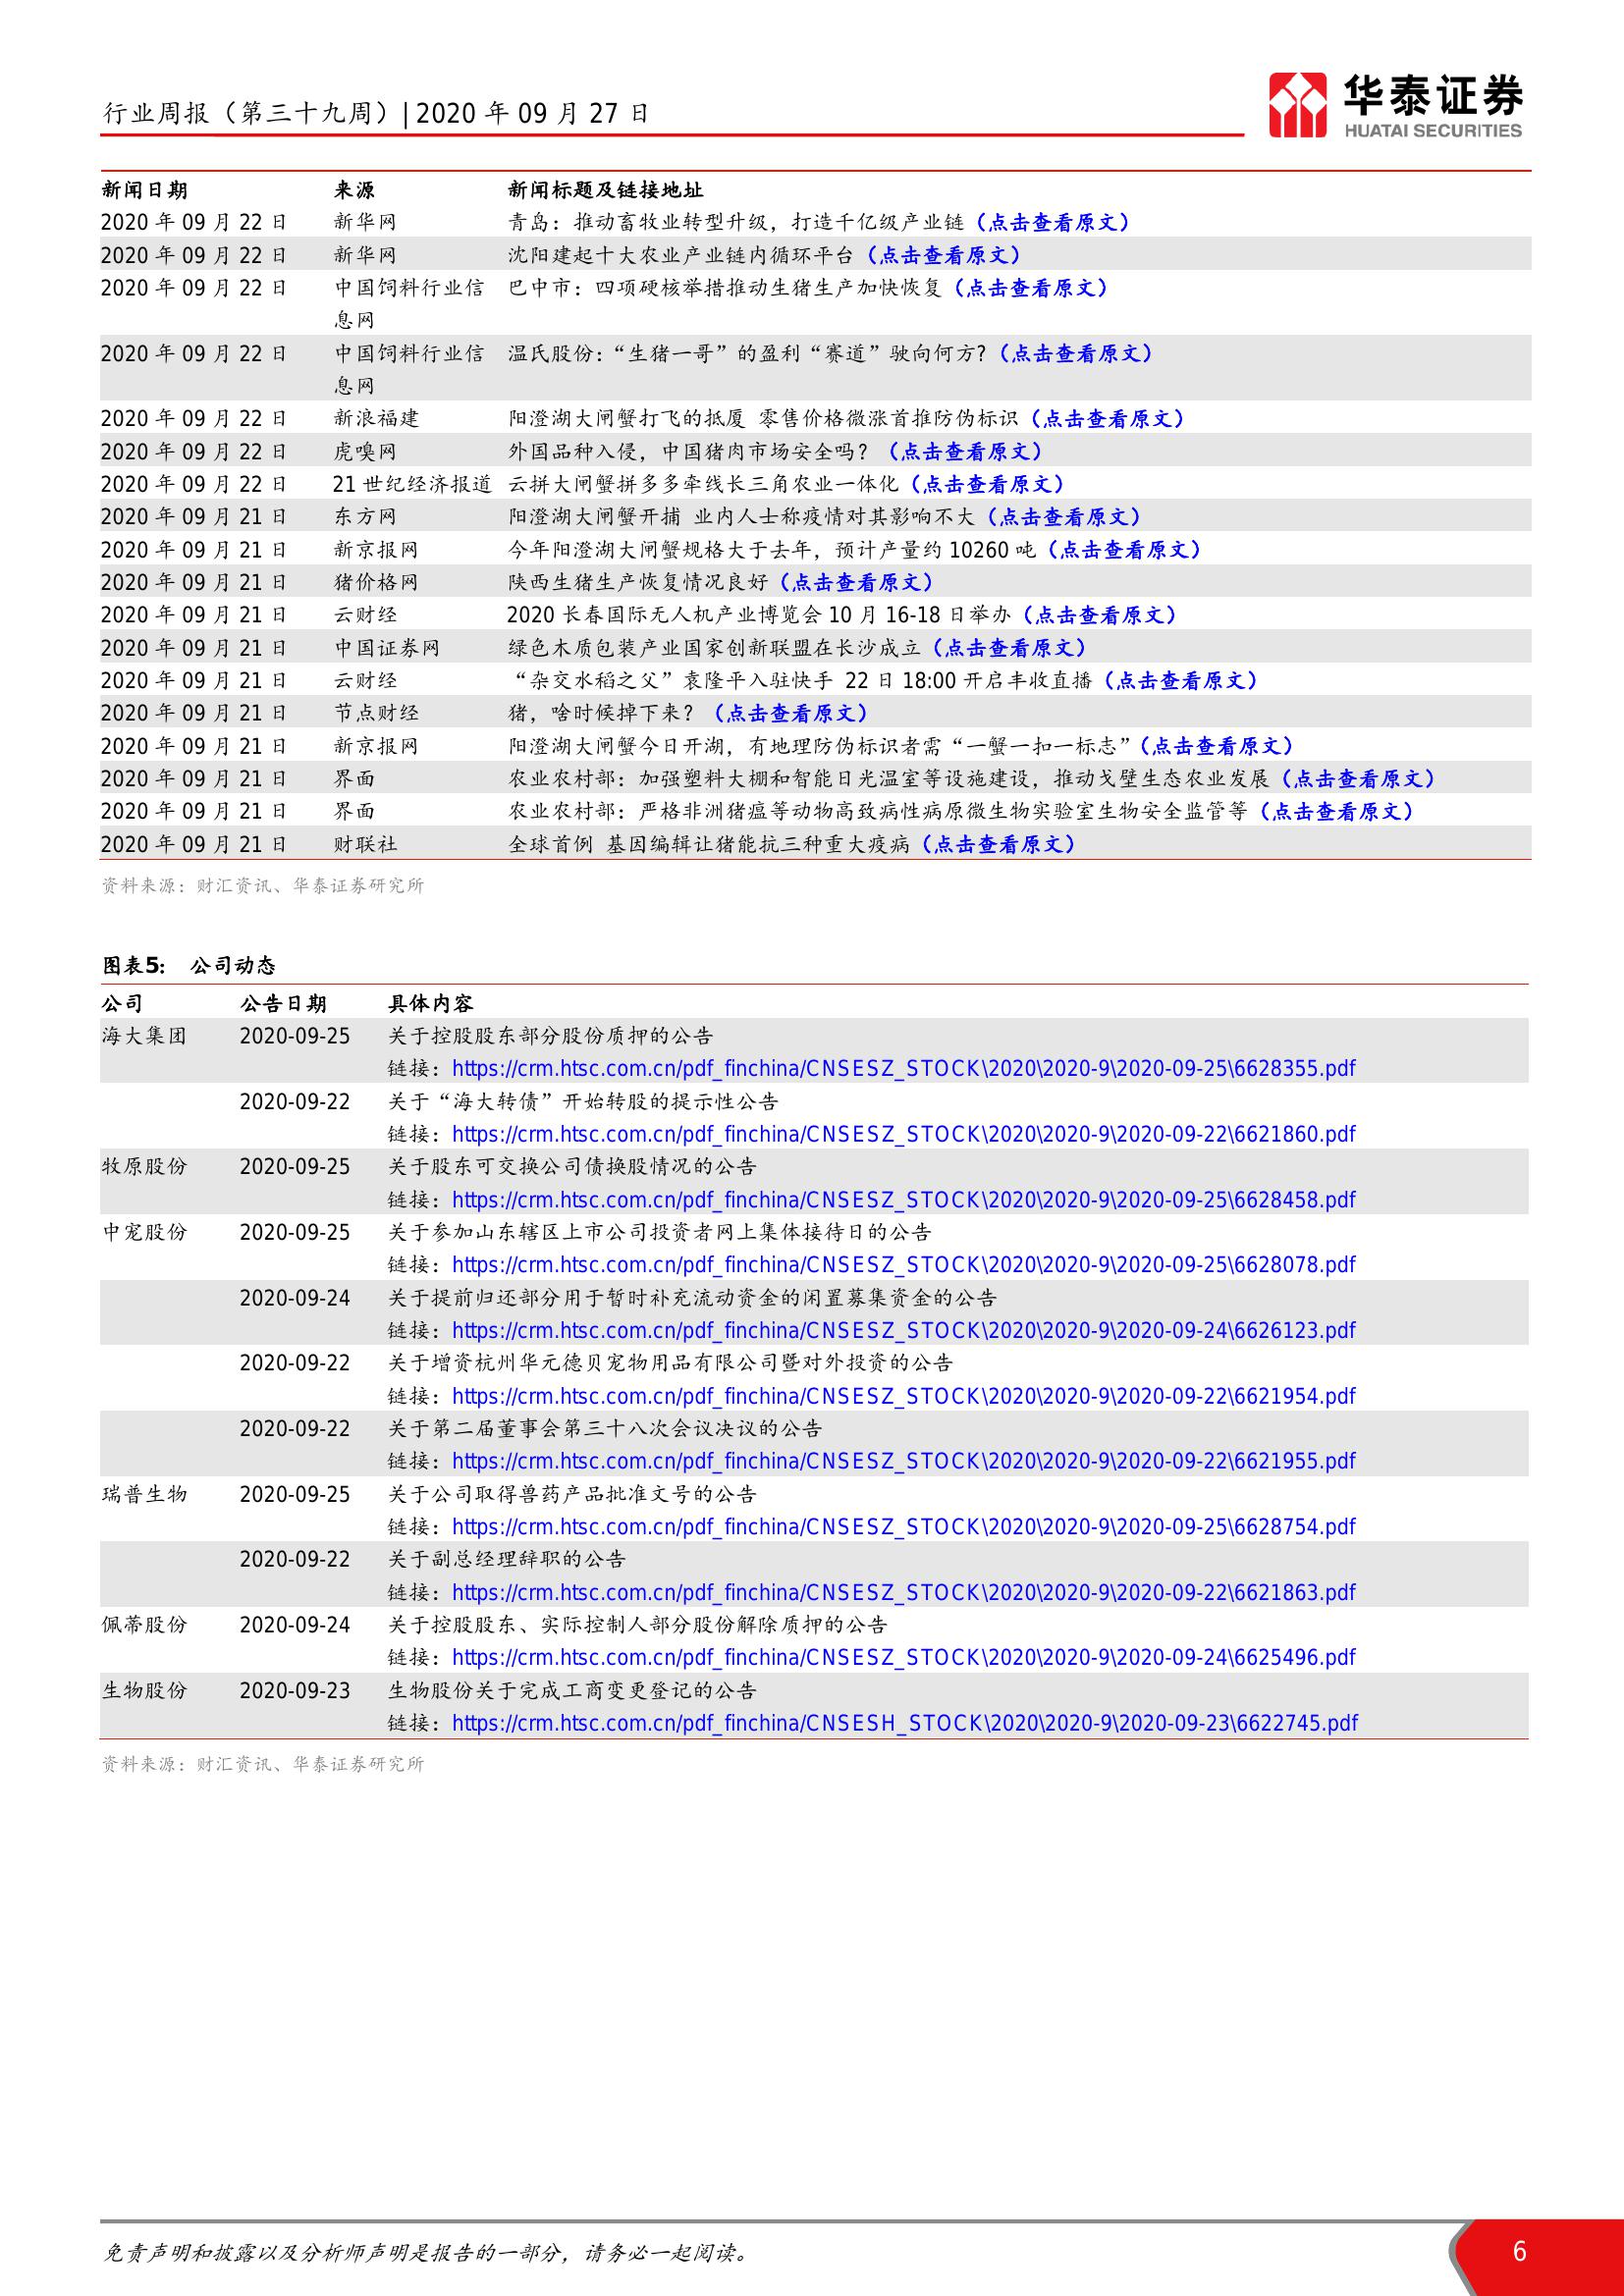 行业周报（第三十九周）| 2020 年 09 月 27 日
华泰证券
HUATAI SECURITIES
新闻日期 来源 新闻标题及链接地址
2020 年 09 月 22 日 新华网 青岛：推动畜牧业转型升级，打造千亿级产业链（点击查看原文）
2020 年 09 月 22 日 新华网 沈阳建起十大农业产业链内循环平台（点击查看原文）
2020 年 09 月 22 日 中国饲料行业信 巴中市：四项硬核举措推动生猪生产加快恢复（点击查看原文）
息网
2020 年 09 月 22 日 中国饲料行业信 温氏股份：“生猪一哥”的盈利“赛道”驶向何方?（点击查看原文）
息网
2020 年 09 月 22 日 新浪福建 阳澄湖大闸蟹打飞的抵厦 零售价格微涨首推防伪标识（点击查看原文）
2020 年 09 月 22 日 虎嗅网 外国品种入侵，中国猪肉市场安全吗？（点击查看原文）
2020 年 09 月 22 日 21 世纪经济报道 云拼大闸蟹拼多多牵线长三角农业一体化（点击查看原文）
2020 年 09 月 21 日 东方网 阳澄湖大闸蟹开捕 业内人士称疫情对其影响不大（点击查看原文）
2020 年 09 月 21 日 新京报网 今年阳澄湖大闸蟹规格大于去年，预计产量约 10260 吨（点击查看原文）
2020 年 09 月 21 日 猪价格网 陕西生猪生产恢复情况良好（点击查看原文）
2020 年 09 月 21 日 云财经 2020 长春国际无人机产业博览会 10 月 16-18 日举办（点击查看原文）
2020 年 09 月 21 日 中国证券网 绿色木质包装产业国家创新联盟在长沙成立（点击查看原文）
2020 年 09 月 21 日 云财经 “杂交水稻之父”袁隆平入驻快手 22 日 18:00 开启丰收直播（点击查看原文）
2020 年 09 月 21 日 节点财经 猪，啥时候掉下来？（点击查看原文）
2020 年 09 月 21 日 新京报网 阳澄湖大闸蟹今日开湖，有地理防伪标识者需“一蟹一扣一标志”（点击查看原文）
2020 年 09 月 21 日 界面 农业农村部：加强塑料大棚和智能日光温室等设施建设，推动戈壁生态农业发展（点击查看原文）
2020 年 09 月 21 日 界面 农业农村部：严格非洲猪瘟等动物高致病性病原微生物实验室生物安全监管等（点击查看原文）
2020 年 09 月 21 日 财联社 全球首例 基因编辑让猪能抗三种重大疫病（点击查看原文）
资料来源：财汇资讯、华泰证券研究所
图表5： 公司动态
公司 公告日期 具体内容
海大集团 2020-09-25 关于控股股东部分股份质押的公告
链接：https://crm.htsc.com.cn/pdf_finchina/CNSESZ_STOCK\2020\2020-9\2020-09-25\6628355.pdf
2020-09-22 关于“海大转债”开始转股的提示性公告
链接：https://crm.htsc.com.cn/pdf_finchina/CNSESZ_STOCK\2020\2020-9\2020-09-22\6621860.pdf
牧原股份 2020-09-25 关于股东可交换公司债换股情况的公告
链接：https://crm.htsc.com.cn/pdf_finchina/CNSESZ_STOCK\2020\2020-9\2020-09-25\6628458.pdf
中宠股份 2020-09-25 关于参加山东辖区上市公司投资者网上集体接待日的公告
链接：https://crm.htsc.com.cn/pdf_finchina/CNSESZ_STOCK\2020\2020-9\2020-09-25\6628078.pdf
2020-09-24 关于提前归还部分用于暂时补充流动资金的闲置募集资金的公告
链接：https://crm.htsc.com.cn/pdf_finchina/CNSESZ_STOCK\2020\2020-9\2020-09-24\6626123.pdf
2020-09-22 关于增资杭州华元德贝宠物用品有限公司暨对外投资的公告
链接：https://crm.htsc.com.cn/pdf_finchina/CNSESZ_STOCK\2020\2020-9\2020-09-22\6621954.pdf
2020-09-22 关于第二届董事会第三十八次会议决议的公告
链接：https://crm.htsc.com.cn/pdf_finchina/CNSESZ_STOCK\2020\2020-9\2020-09-22\6621955.pdf
瑞普生物 2020-09-25 关于公司取得兽药产品批准文号的公告
链接：https://crm.htsc.com.cn/pdf_finchina/CNSESZ_STOCK\2020\2020-9\2020-09-25\6628754.pdf
2020-09-22 关于副总经理辞职的公告
链接：https://crm.htsc.com.cn/pdf_finchina/CNSESZ_STOCK\2020\2020-9\2020-09-22\6621863.pdf
佩蒂股份 2020-09-24 关于控股股东、实际控制人部分股份解除质押的公告
链接：https://crm.htsc.com.cn/pdf_finchina/CNSESZ_STOCK\2020\2020-9\2020-09-24\6625496.pdf
生物股份 2020-09-23 生物股份关于完成工商变更登记的公告
链接：https://crm.htsc.com.cn/pdf_finchina/CNSESH_STOCK\2020\2020-9\2020-09-23\6622745.pdf
资料来源：财汇资讯、华泰证券研究所
免责声明和披露以及分析师声明是报告的一部分，请务必一起阅读。 6